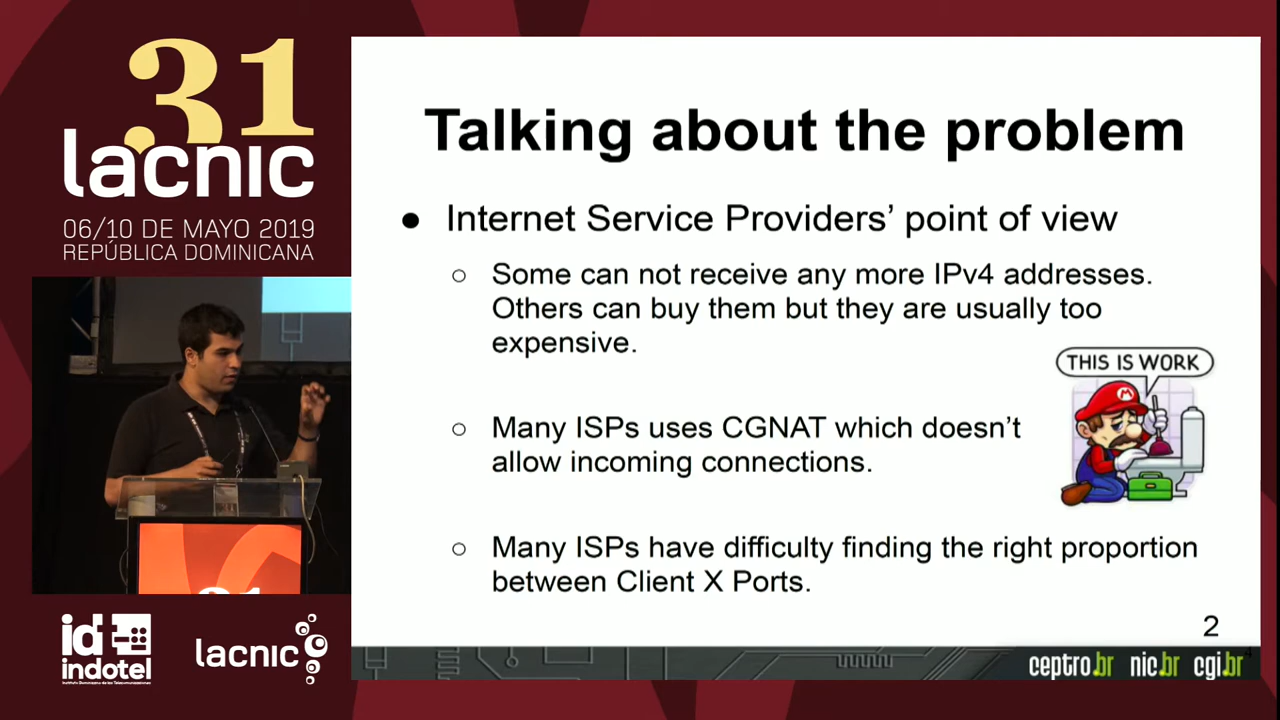 31
lacnic
06/10 DE MAYO 2019
REPÚBLICA DOMINICANA
Talking about the problem
● Internet Service Providers’ point of view
○ Some can not receive any more IPv4 addresses.
Others can buy them but they are usually too
expensive.
THIS IS WORK
○ Many ISPs uses CGNAT which doesn’t
allow incoming connections.
○ Many ISPs have difficulty finding the right proportion
between Client X Ports.
2
31
id
indotel
lacnic
ceptro.br nic.br cgi.br